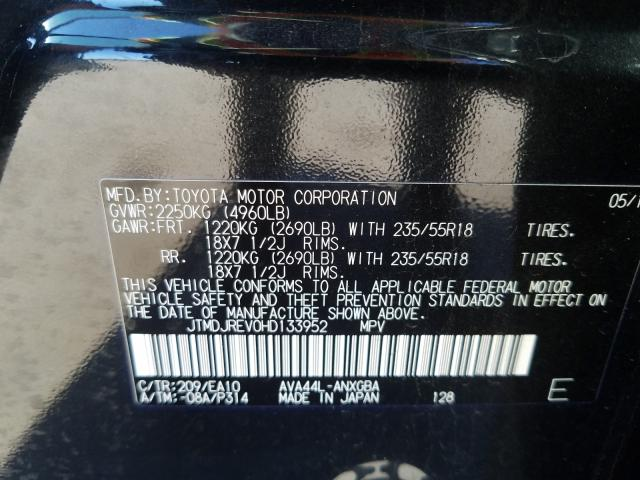 MFD.BY:TOYOTA MOTOR CORPORATION 05/1
GVWR:2250KG (4960LB)
GAWR:FRT. 1220KG (2690LB) WITH 235/55R18 TIRES.
18X7 1/2J RIMS.
RR. 1220KG (2690LB) WITH 235/55R18 TIRES.
18X7 1/2J RIMS.
THIS VEHICLE CONFORMS TO ALL APPLICABLE FEDERAL MOTOR
VEHICLE SAFETY AND THEFT PREVENTION STANDARDS IN EFFECT ON
THE DATE OF MANUFACTURE SHOWN ABOVE.
JTMDJREV0HD133952 MPV
C/TR:209/EA10 AVA44L-ANXGBA
A/TM:-08A/P314 MADE IN JAPAN 128 E